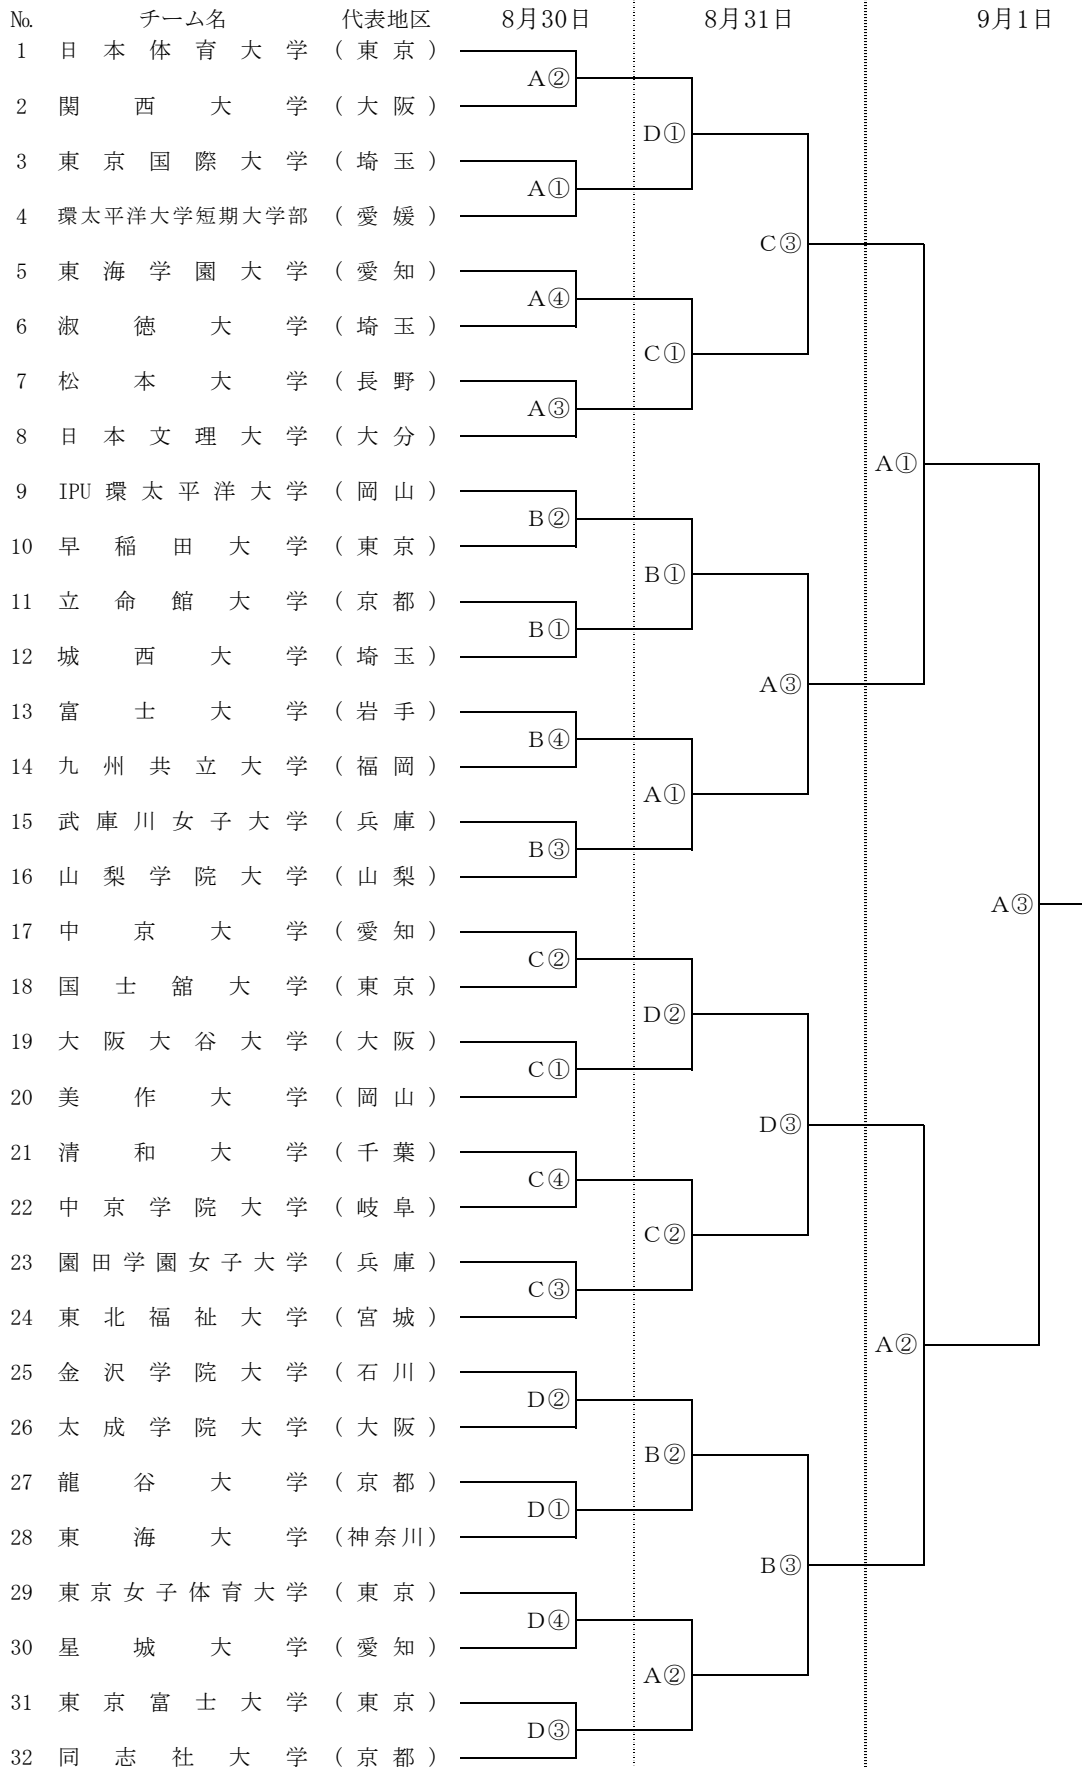 № チーム名 代表地区 8月30日 8月31日 9月1日
1 日本体育大学 (東京)
A②
2 関西大学 (大阪)
D①
3 東京国際大学 (埼玉)
A①
4 環太平洋大学短期大学部 (愛媛)
C③
5 東海学園大学 (愛知)
A④
6 淑徳大学 (埼玉)
C①
7 松本大学 (長野)
A③
8 日本文理大学 (大分)
A①
9 IPU環太平洋大学 (岡山)
B②
10 早稲田大学 (東京)
B①
11 立命館大学 (京都)
B①
12 城西大学 (埼玉)
A③
13 富士大学 (岩手)
B④
14 九州共立大学 (福岡)
A①
15 武庫川女子大学 (兵庫)
B③
16 山梨学院大学 (山梨)
A③
17 中京大学 (愛知)
C②
18 国士舘大学 (東京)
D②
19 大阪大谷大学 (大阪)
C①
20 美作大学 (岡山)
D③
21 清和大学 (千葉)
C④
22 中京学院大学 (岐阜)
C②
23 園田学園女子大学 (兵庫)
C③
24 東北福祉大学 (宮城)
A②
25 金沢学院大学 (石川)
D②
26 太成学院大学 (大阪)
B②
27 龍谷大学 (京都)
D①
28 東海大学 (神奈川)
B③
29 東京女子体育大学 (東京)
D④
30 星城大学 (愛知)
A②
31 東京富士大学 (東京)
D③
32 同志社大学 (京都)